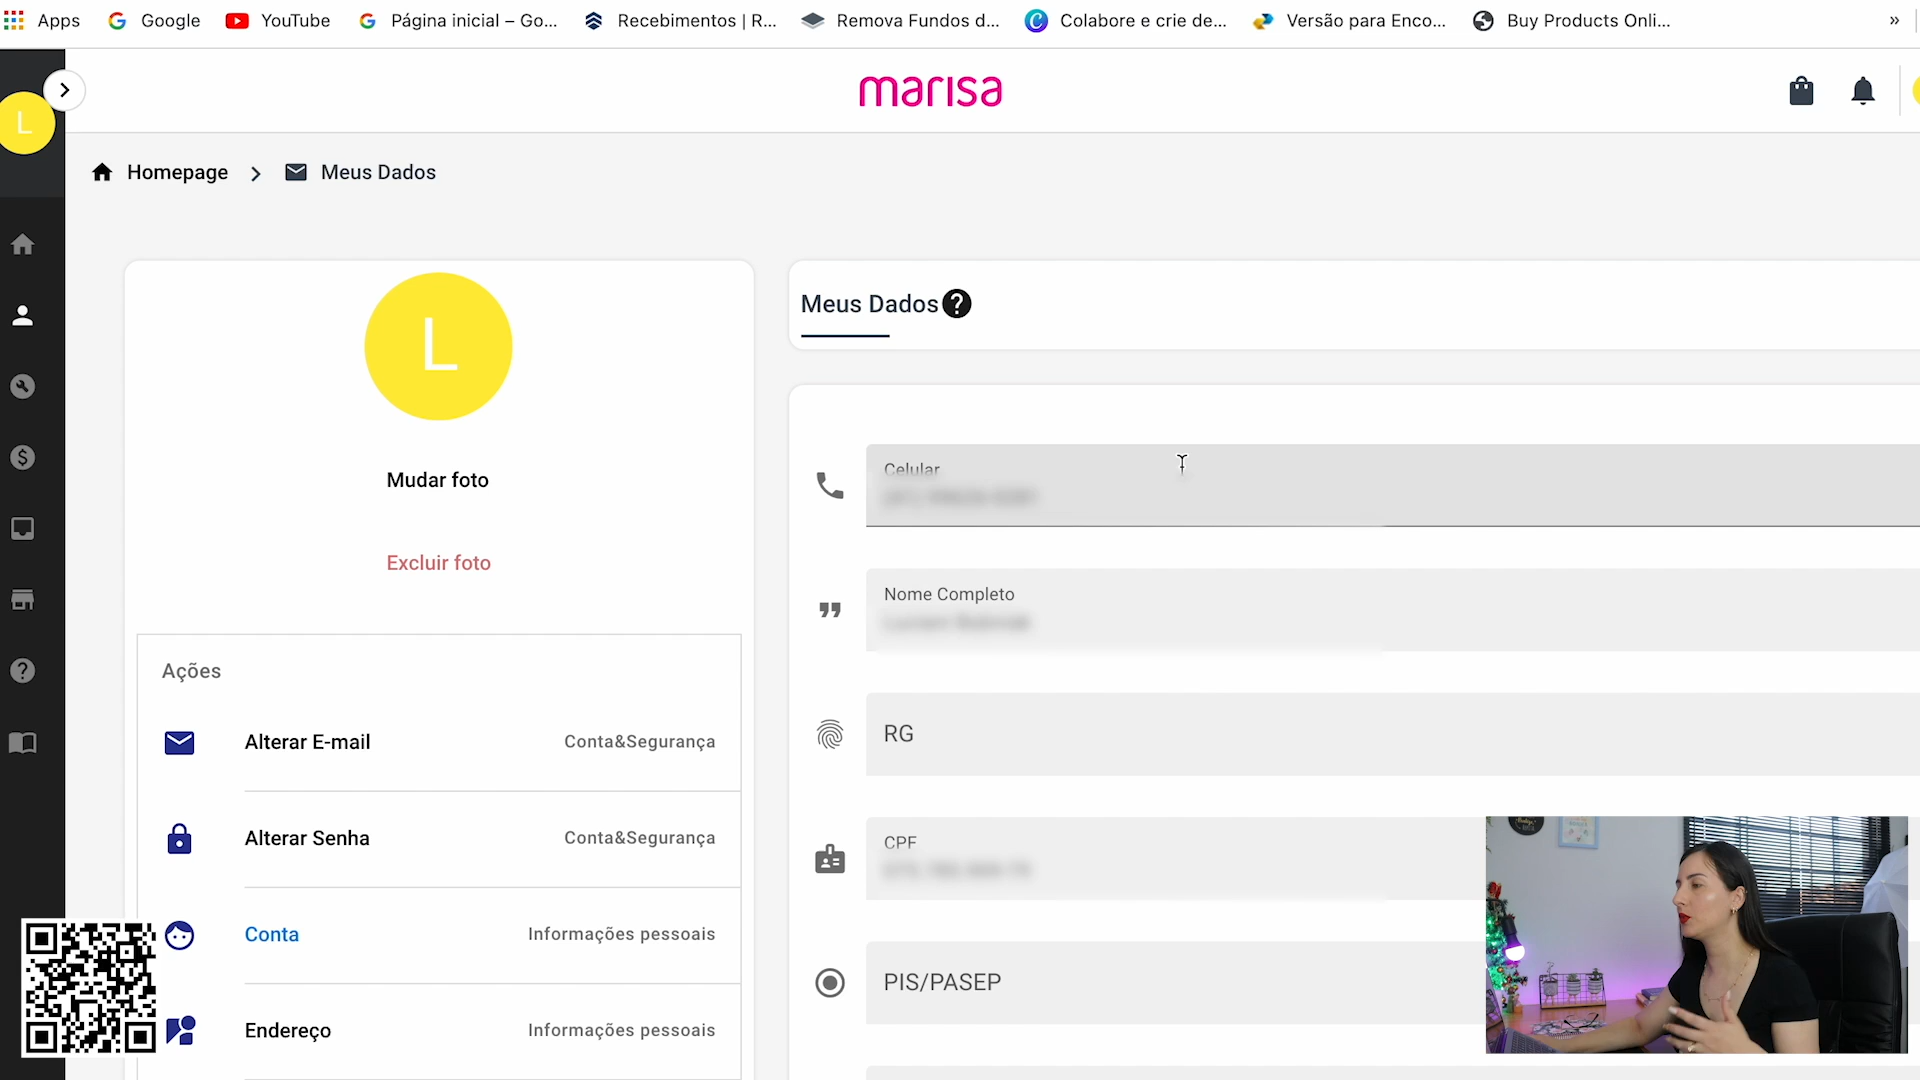 Apps
Google
YouTube
Página inicial – Go...
Recebimentos | R...
Remova Fundos d...
Colabore e crie de...
Versão para Enco...
Buy Products Onli...
»
L
marisa
Homepage
Meus Dados
L
Mudar foto
Excluir foto
Ações
Alterar E-mail
Conta&Segurança
Alterar Senha
Conta&Segurança
Conta
Informações pessoais
Endereço
Informações pessoais
Meus Dados
Celular
Nome Completo
RG
CPF
PIS/PASEP